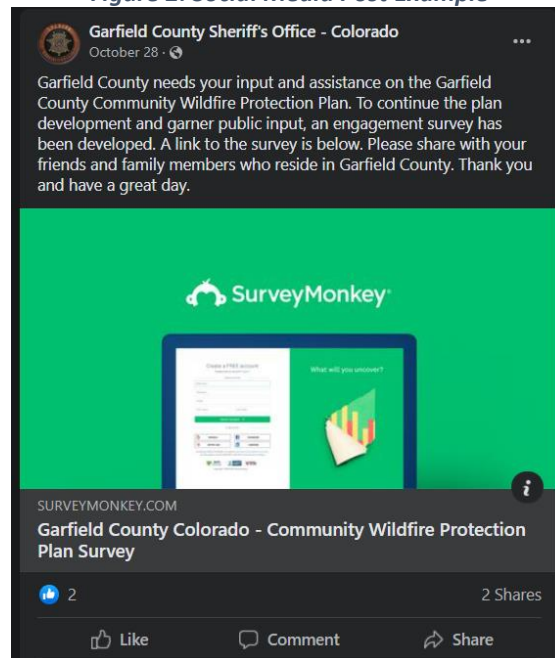 Figure 2. Social Media Post Example
Garfield County Sheriff's Office - Colorado
October 28 ·
Garfield County needs your input and assistance on the Garfield
County Community Wildfire Protection Plan. To continue the plan
development and garner public input, an engagement survey has
been developed. A link to the survey is below. Please share with your
friends and family members who reside in Garfield County. Thank you
and have a great day.
SurveyMonkey
Create a FREE account
What will you uncover?
SURVEYMONKEY.COM
Garfield County Colorado - Community Wildfire Protection
Plan Survey
2
2 Shares
Like
Comment
Share